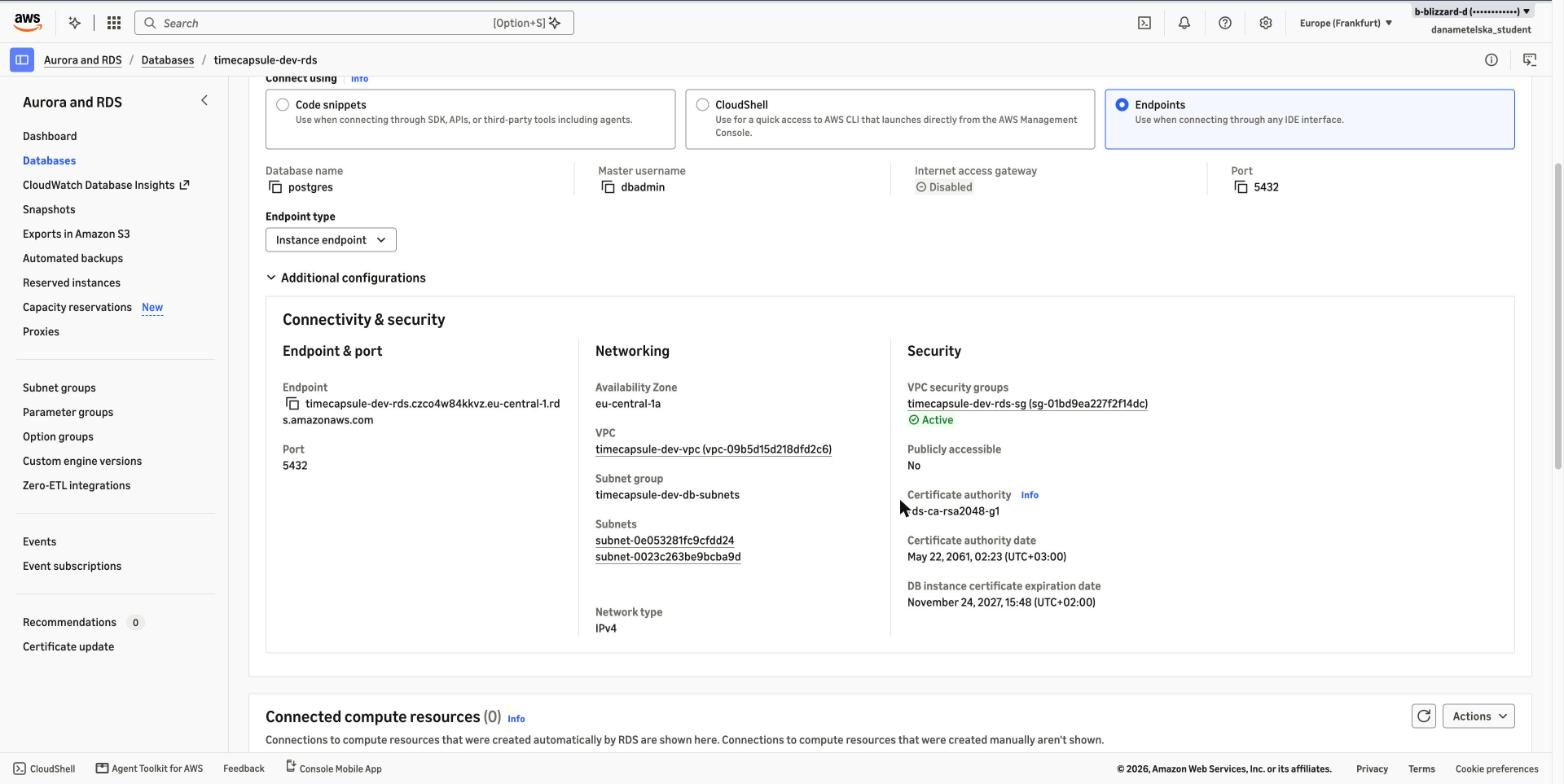 aws
Search [Option+S]
Europe (Frankfurt)
b-blizzard-d (••••••••••••)
danametelska_student
Aurora and RDS / Databases / timecapsule-dev-rds
Aurora and RDS
Dashboard
Databases
CloudWatch Database Insights
Snapshots
Exports in Amazon S3
Automated backups
Reserved instances
Capacity reservations New
Proxies
Subnet groups
Parameter groups
Option groups
Custom engine versions
Zero-ETL integrations
Events
Event subscriptions
Recommendations 0
Certificate update
Connect using Info
Code snippets
Use when connecting through SDK, APIs, or third-party tools including agents.
CloudShell
Use for a quick access to AWS CLI that launches directly from the AWS Management
Console.
Endpoints
Use when connecting through any IDE interface.
Database name
postgres
Master username
dbadmin
Internet access gateway
Disabled
Port
5432
Endpoint type
Instance endpoint
Additional configurations
Connectivity & security
Endpoint & port
Endpoint
timecapsule-dev-rds.czco4w84kkvz.eu-central-1.rd
s.amazonaws.com
Port
5432
Networking
Availability Zone
eu-central-1a
VPC
timecapsule-dev-vpc (vpc-09b5d15d218dfd2c6)
Subnet group
timecapsule-dev-db-subnets
Subnets
subnet-0e053281fc9cfdd24
subnet-0023c263be9bcba9d
Network type
IPv4
Security
VPC security groups
timecapsule-dev-rds-sg (sg-01bd9ea227f2f14dc)
Active
Publicly accessible
No
Certificate authority Info
ds-ca-rsa2048-g1
Certificate authority date
May 22, 2061, 02:23 (UTC+03:00)
DB instance certificate expiration date
November 24, 2027, 15:48 (UTC+02:00)
Connected compute resources (0) Info
Actions
Connections to compute resources that were created automatically by RDS are shown here. Connections to compute resources that were created manually aren't shown.
CloudShell
Agent Toolkit for AWS
Feedback
Console Mobile App
© 2026, Amazon Web Services, Inc. or its affiliates.
Privacy
Terms
Cookie preferences